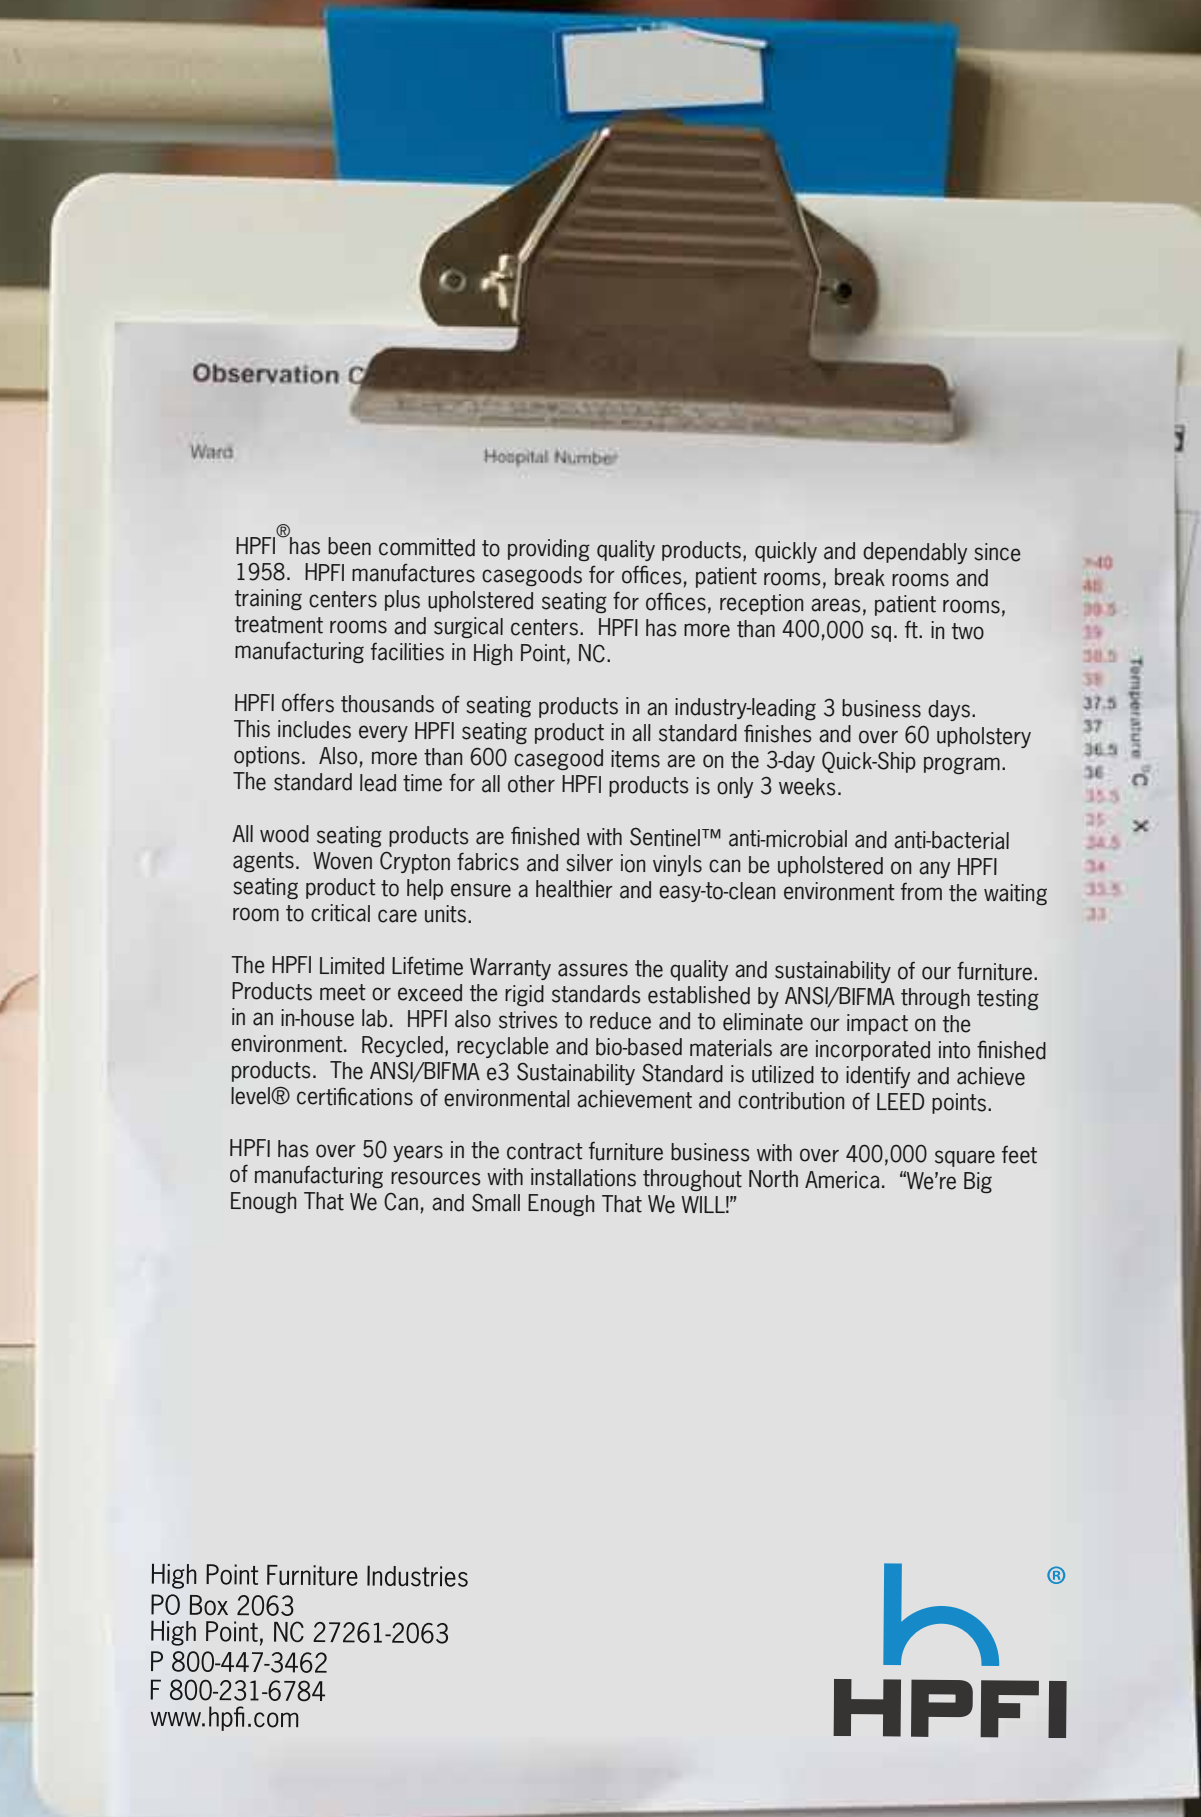 Observation
Ward
Hospital Number
HPFI® has been committed to providing quality products, quickly and dependably since
1958. HPFI manufactures casegoods for offices, patient rooms, break rooms and
training centers plus upholstered seating for offices, reception areas, patient rooms,
treatment rooms and surgical centers. HPFI has more than 400,000 sq. ft. in two
manufacturing facilities in High Point, NC.
HPFI offers thousands of seating products in an industry-leading 3 business days.
This includes every HPFI seating product in all standard finishes and over 60 upholstery
options. Also, more than 600 casegood items are on the 3-day Quick-Ship program.
The standard lead time for all other HPFI products is only 3 weeks.
All wood seating products are finished with Sentinel™ anti-microbial and anti-bacterial
agents. Woven Crypton fabrics and silver ion vinyls can be upholstered on any HPFI
seating product to help ensure a healthier and easy-to-clean environment from the waiting
room to critical care units.
The HPFI Limited Lifetime Warranty assures the quality and sustainability of our furniture.
Products meet or exceed the rigid standards established by ANSI/BIFMA through testing
in an in-house lab. HPFI also strives to reduce and to eliminate our impact on the
environment. Recycled, recyclable and bio-based materials are incorporated into finished
products. The ANSI/BIFMA e3 Sustainability Standard is utilized to identify and achieve
level® certifications of environmental achievement and contribution of LEED points.
HPFI has over 50 years in the contract furniture business with over 400,000 square feet
of manufacturing resources with installations throughout North America. “We’re Big
Enough That We Can, and Small Enough That We WILL!”
>40
40
39.5
39
38.5
38
37.5
37
36.5
36
35.5
35
34.5
34
33.5
33
Temperature °C X
High Point Furniture Industries
PO Box 2063
High Point, NC 27261-2063
P 800-447-3462
F 800-231-6784
www.hpfi.com
h ®
HPFI